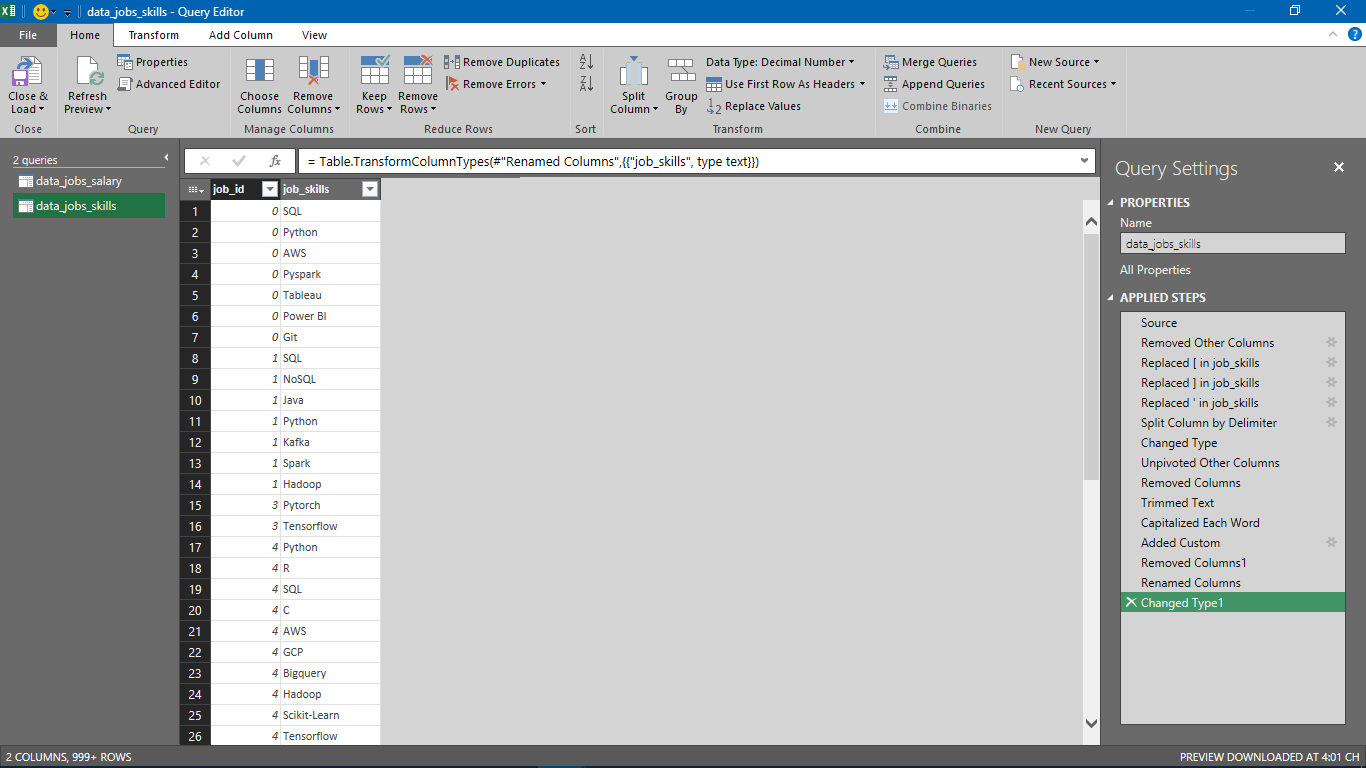 data_jobs_skills - Query Editor
File Home Transform Add Column View
Close & Load
Refresh Preview
Properties
Advanced Editor
Choose Columns
Remove Columns
Keep Rows
Remove Rows
Remove Duplicates
Remove Errors
A Z
Z A
Split Column
Group By
Data Type: Decimal Number
Use First Row As Headers
1 2 Replace Values
Merge Queries
Append Queries
Combine Binaries
New Source
Recent Sources
Close Query Manage Columns Reduce Rows Sort Transform Combine New Query
2 queries
data_jobs_salary
data_jobs_skills
fx = Table.TransformColumnTypes(#"Renamed Columns",{{"job_skills", type text}})
job_id job_skills
1 0 SQL
2 0 Python
3 0 AWS
4 0 Pyspark
5 0 Tableau
6 0 Power BI
7 0 Git
8 1 SQL
9 1 NoSQL
10 1 Java
11 1 Python
12 1 Kafka
13 1 Spark
14 1 Hadoop
15 3 Pytorch
16 3 Tensorflow
17 4 Python
18 4 R
19 4 SQL
20 4 C
21 4 AWS
22 4 GCP
23 4 Bigquery
24 4 Hadoop
25 4 Scikit-Learn
26 4 Tensorflow
Query Settings
PROPERTIES
Name
data_jobs_skills
All Properties
APPLIED STEPS
Source
Removed Other Columns
Replaced [ in job_skills
Replaced ] in job_skills
Replaced ' in job_skills
Split Column by Delimiter
Changed Type
Unpivoted Other Columns
Removed Columns
Trimmed Text
Capitalized Each Word
Added Custom
Removed Columns1
Renamed Columns
Changed Type1
2 COLUMNS, 999+ ROWS
PREVIEW DOWNLOADED AT 4:01 CH